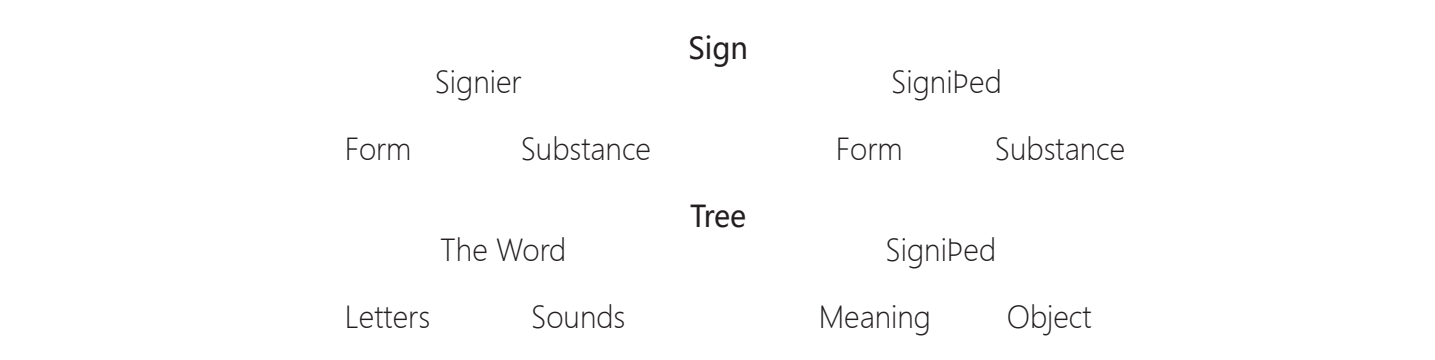 Sign
Signier SigniÞed
Form Substance Form Substance
Tree
The Word SigniÞed
Letters Sounds Meaning Object